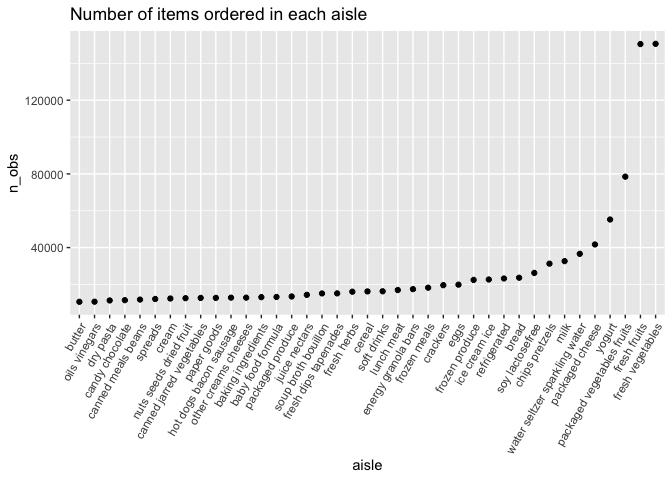 Number of items ordered in each aisle
n_obs
120000
80000
40000
butter
oils vinegars
dry pasta
candy chocolate
canned meals beans
spreads
cream
nuts seeds dried fruit
canned jarred vegetables
paper goods
hot dogs bacon sausage
other creams cheeses
baking ingredients
baby food formula
packaged produce
juice nectars
soup broth bouillon
fresh dips tapenades
fresh herbs
cereal
soft drinks
lunch meat
energy granola bars
frozen meals
crackers
eggs
frozen produce
ice cream ice
refrigerated
bread
soy lactosefree
chips pretzels
milk
water seltzer sparkling water
packaged cheese
yogurt
packaged vegetables fruits
fresh fruits
fresh vegetables
aisle